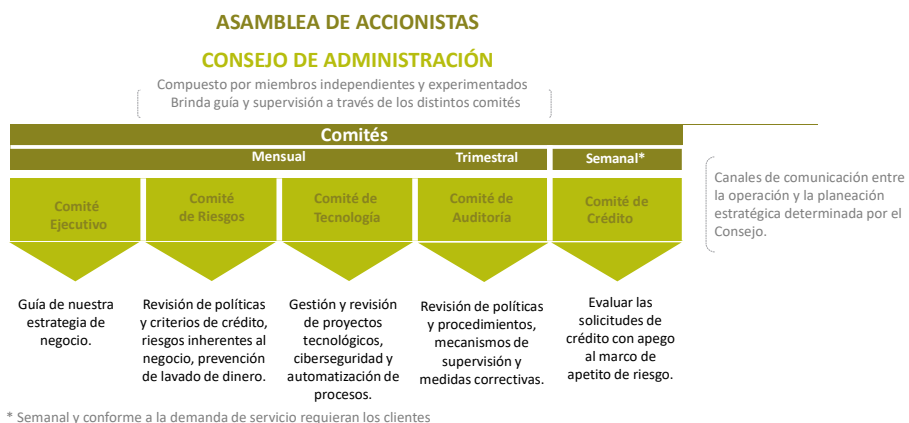 ASAMBLEA DE ACCIONISTAS
CONSEJO DE ADMINISTRACIÓN
Compuesto por miembros independientes y experimentados
Brinda guía y supervisión a través de los distintos comités
Comités
Mensual
Trimestral
Semanal*
Comité
Ejecutivo
Comité
de Riesgos
Comité de
Tecnología
Comité de
Auditoría
Comité de
Crédito
Canales de comunicación entre
la operación y la planeación
estratégica determinada por el
Consejo.
Guía de nuestra
estrategia de
negocio.
Revisión de políticas
y criterios de crédito,
riesgos inherentes al
negocio, prevención
de lavado de dinero.
Gestión y revisión
de proyectos
tecnológicos,
ciberseguridad y
automatización de
procesos.
Revisión de políticas
y procedimientos,
mecanismos de
supervisión y
medidas correctivas.
Evaluar las
solicitudes de
crédito con apego
al marco de
apetito de riesgo.
* Semanal y conforme a la demanda de servicio requieran los clientes